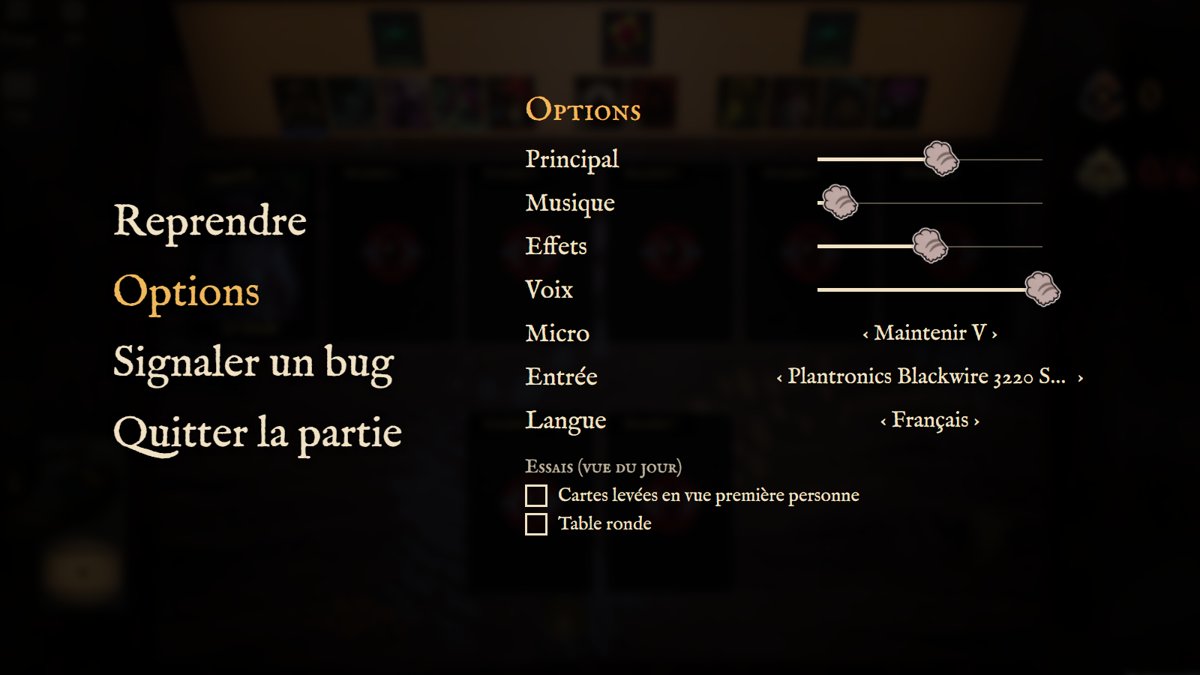 Reprendre
Options
Signaler un bug
Quitter la partie
Options
Principal
Musique
Effets
Voix
Micro
‹ Maintenir V ›
Entrée
‹ Plantronics Blackwire 3220 S... ›
Langue
‹ Français ›
Essais (vue du jour)
Cartes levées en vue première personne
Table ronde